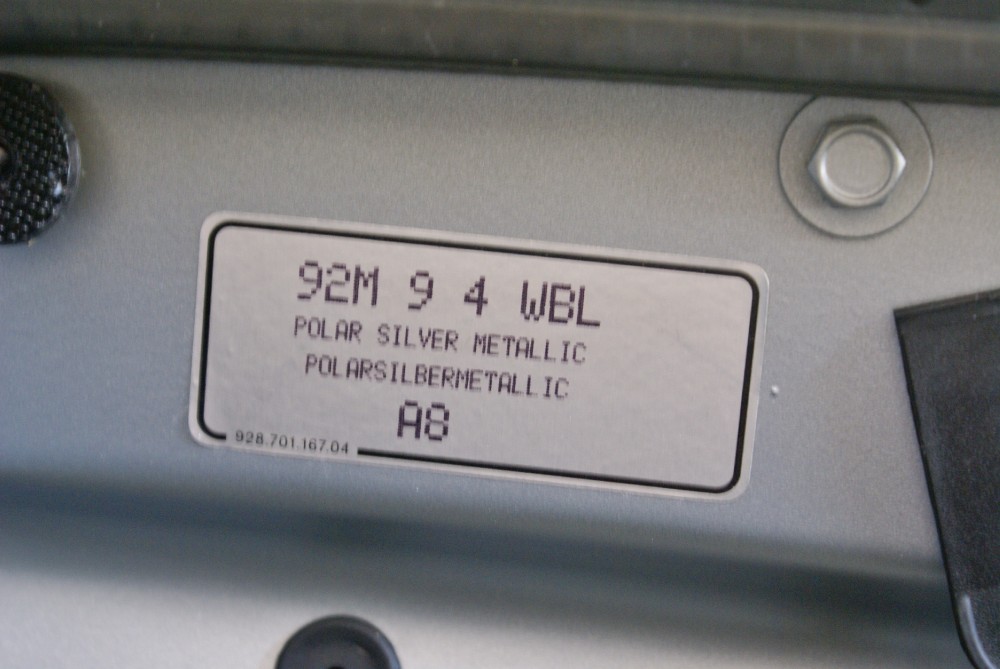 92M 9 4 WBL
POLAR SILVER METALLIC
POLARSILBERMETALLIC
A8
928.701.167.04